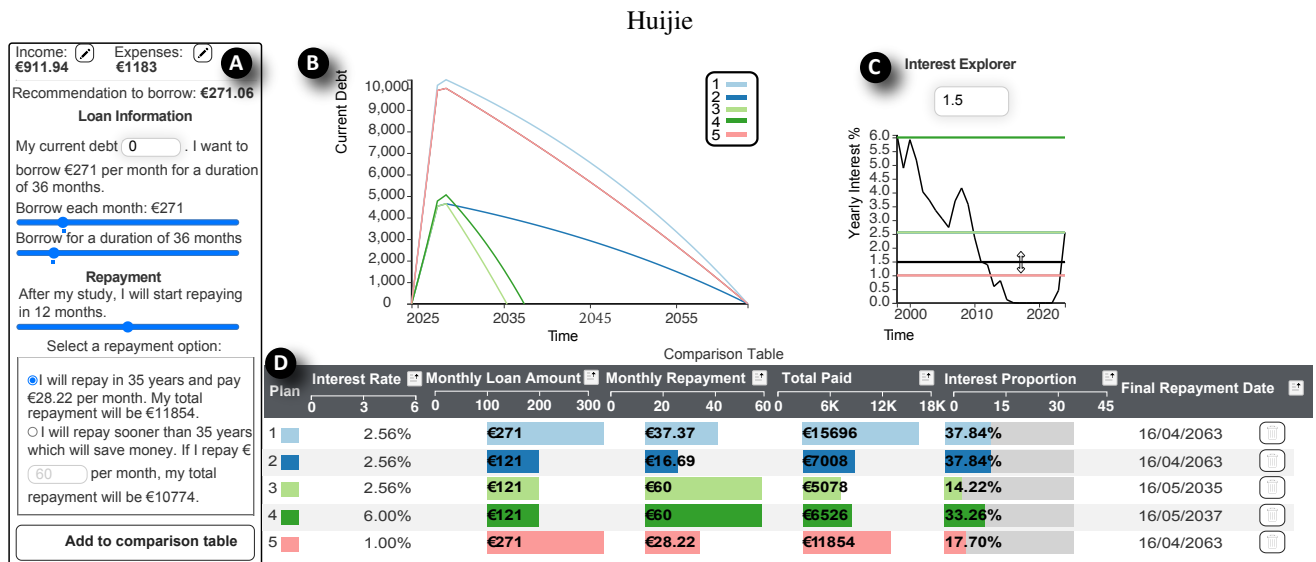 Huijie
Income:
€911.94
Expenses:
€1183
A
Recommendation to borrow: €271.06
Loan Information
My current debt 0 . I want to
borrow €271 per month for a duration
of 36 months.
Borrow each month: €271
Borrow for a duration of 36 months
Repayment
After my study, I will start repaying
in 12 months.
Select a repayment option:
I will repay in 35 years and pay
€28.22 per month. My total
repayment will be €11854.
I will repay sooner than 35 years
which will save money. If I repay €
60 per month, my total
repayment will be €10774.
Add to comparison table
B
Current Debt
10,000
9,000
8,000
7,000
6,000
5,000
4,000
3,000
2,000
1,000
0
2025 2035 2045 2055
Time
1
2
3
4
5
C
Interest Explorer
1.5
Yearly Interest %
6.0
5.5
5.0
4.5
4.0
3.5
3.0
2.5
2.0
1.5
1.0
0.5
0.0
2000 2010 2020
Time
D
Comparison Table
Plan Interest Rate Monthly Loan Amount Monthly Repayment Total Paid Interest Proportion Final Repayment Date
0 3 6 0 100 200 300 0 20 40 60 0 6K 12K 18K 0 15 30 45
1 2.56% €271 €37.37 €15696 37.84% 16/04/2063
2 2.56% €121 €16.69 €7008 37.84% 16/04/2063
3 2.56% €121 €60 €5078 14.22% 16/05/2035
4 6.00% €121 €60 €6526 33.26% 16/05/2037
5 1.00% €271 €28.22 €11854 17.70% 16/04/2063